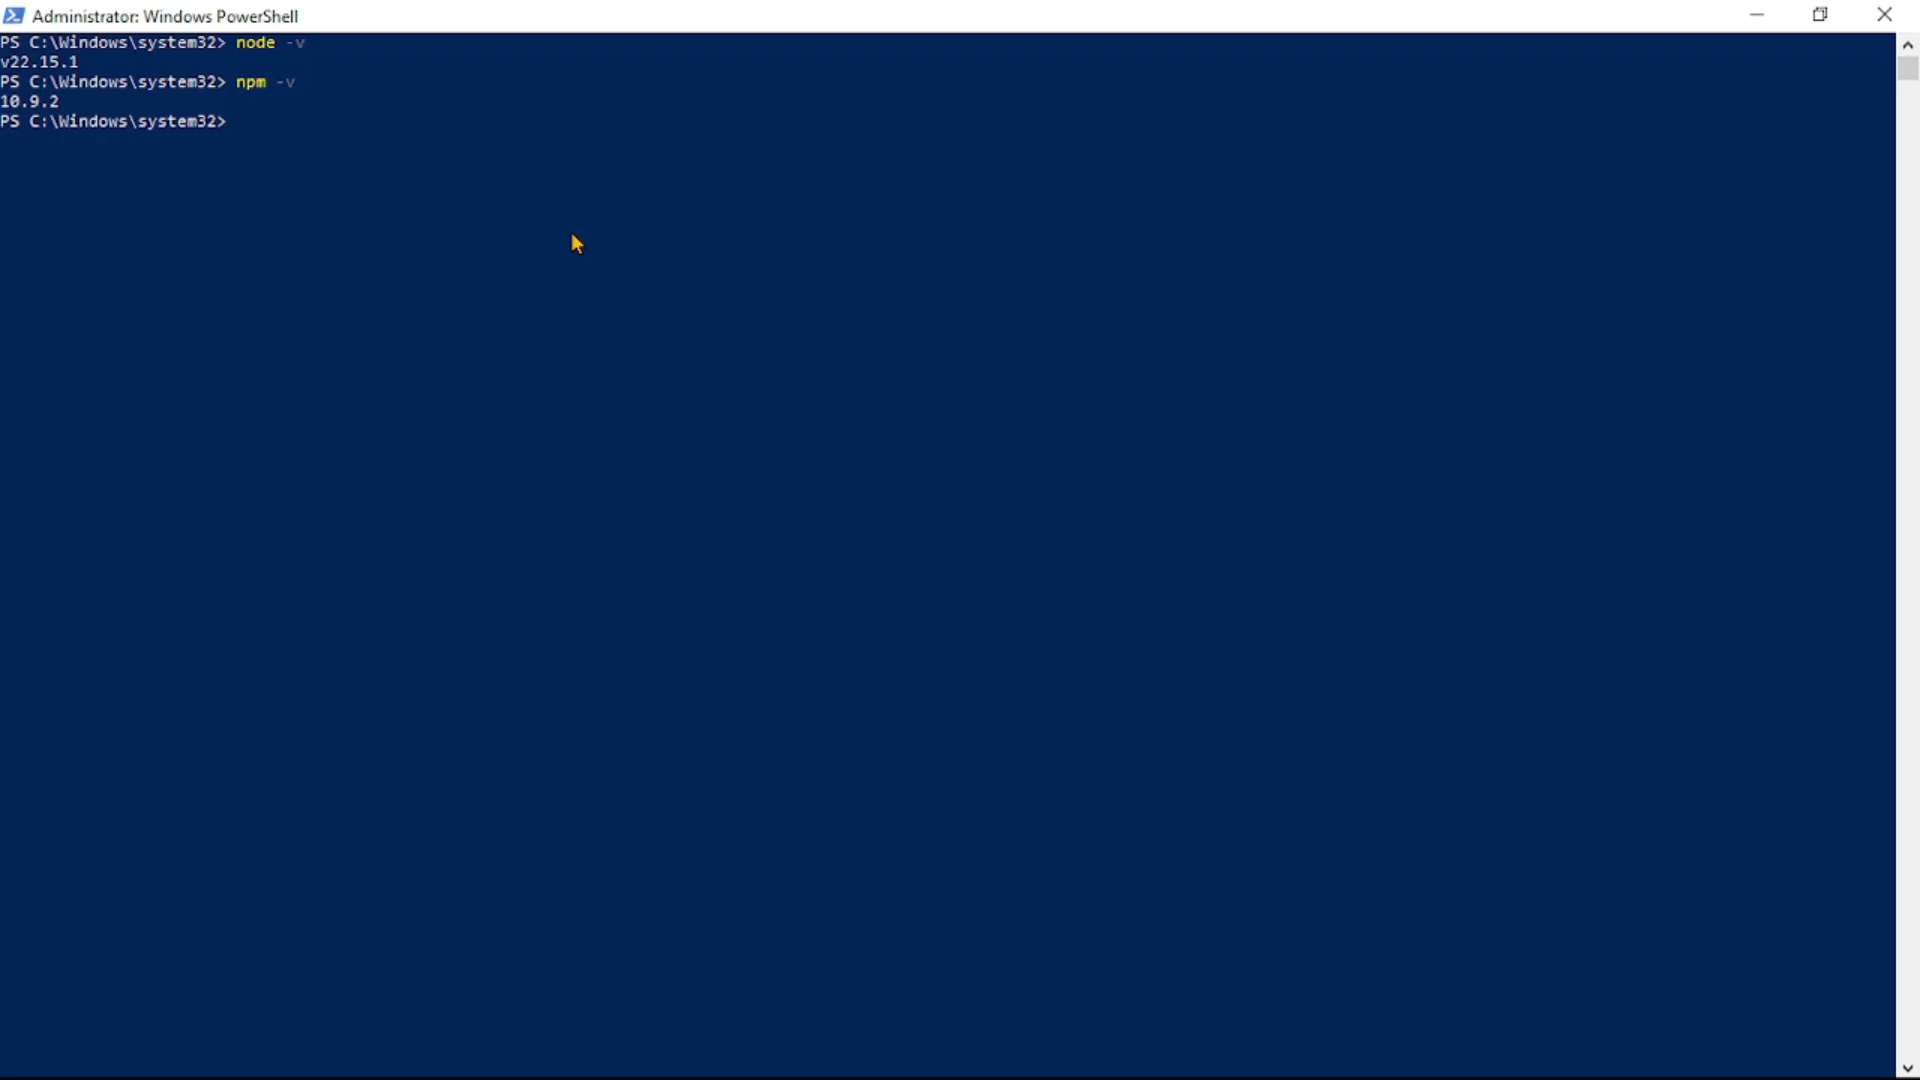 Administrator: Windows PowerShell
PS C:\Windows\system32> node -v
v22.15.1
PS C:\Windows\system32> npm -v
10.9.2
PS C:\Windows\system32>